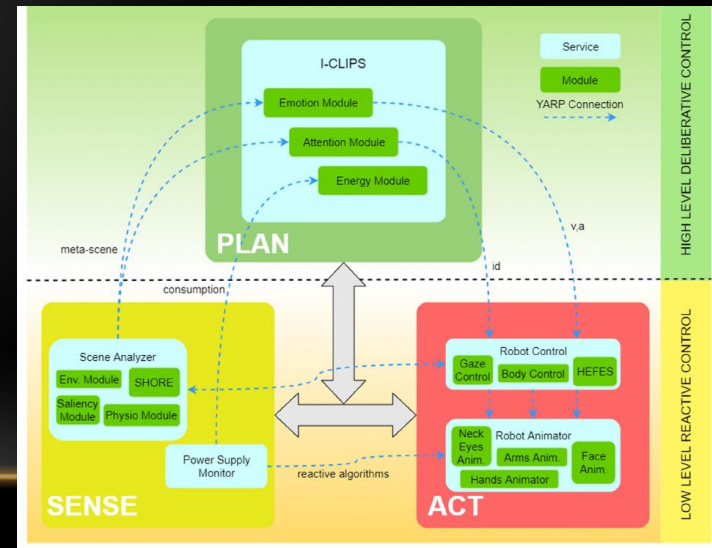 I-CLIPS
Emotion Module
Attention Module
Energy Module
PLAN
Service
Module
YARP Connection
HIGH LEVEL DELIBERATIVE CONTROL
meta-scene
v,a
id
consumption
Scene Analyzer
Env. Module
SHORE
Saliency
Module
Physio Module
Power Supply
Monitor
SENSE
reactive algorithms
Robot Control
Gaze
Control
Body Control
HEFES
Robot Animator
Neck
Eyes
Anim.
Arms Anim.
Face
Anim.
Hands Animator
ACT
LOW LEVEL REACTIVE CONTROL